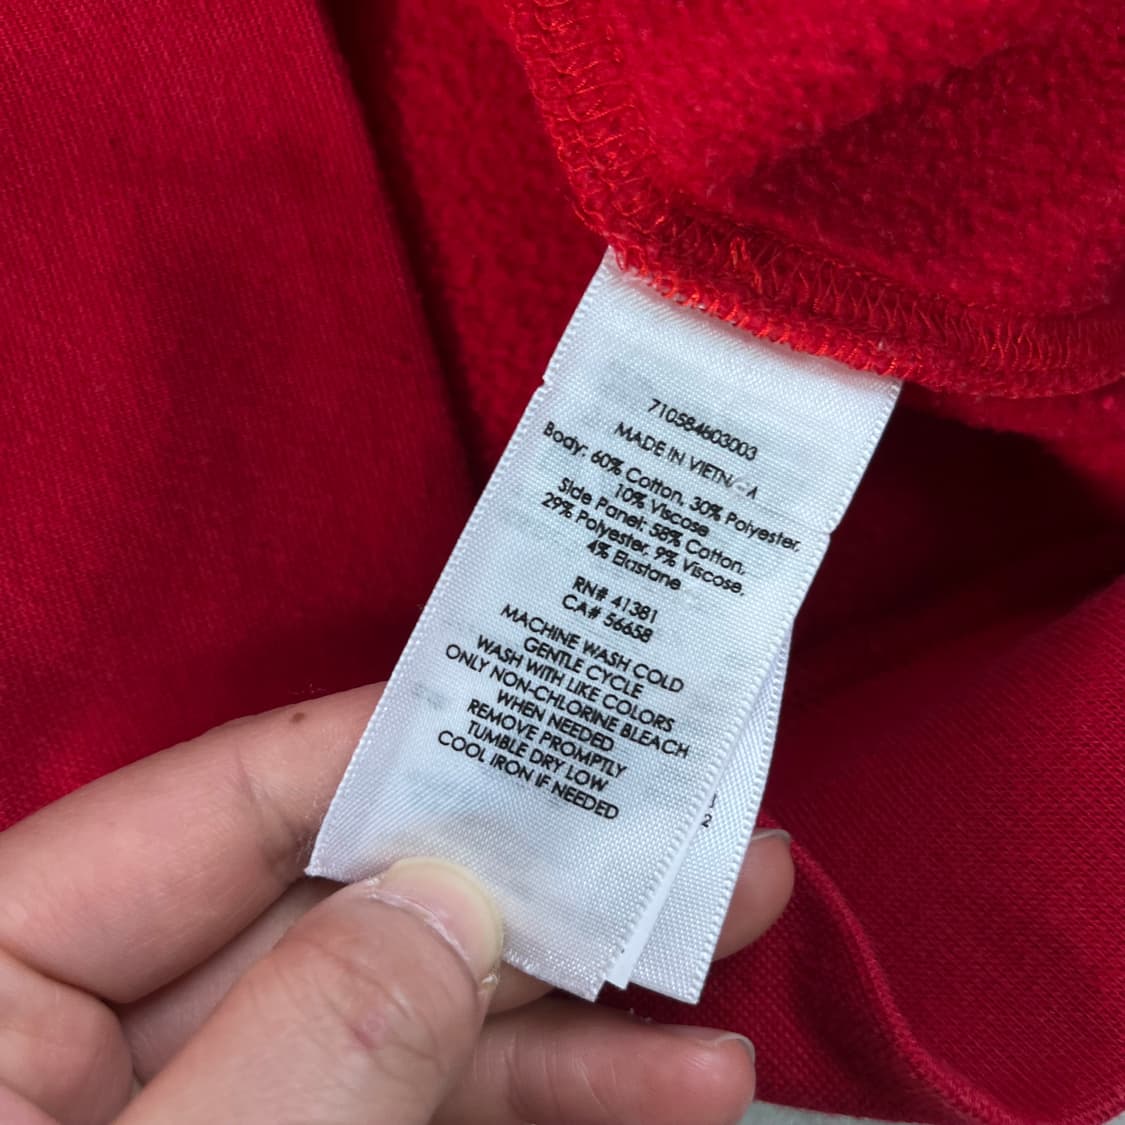 710584603003
MADE IN
Body: 60% Cotton, 30% Polyester,
10% Viscose
Side Panel: 58% Cotton,
29% Polyester, 9% Viscose,
4% Elastane
RN# 41381
CA# 56658
MACHINE WASH COLD
GENTLE CYCLE
WASH WITH LIKE COLORS
ONLY NON-CHLORINE BLEACH
WHEN NEEDED
REMOVE PROMPTLY
TUMBLE DRY LOW
COOL IRON IF NEEDED
2